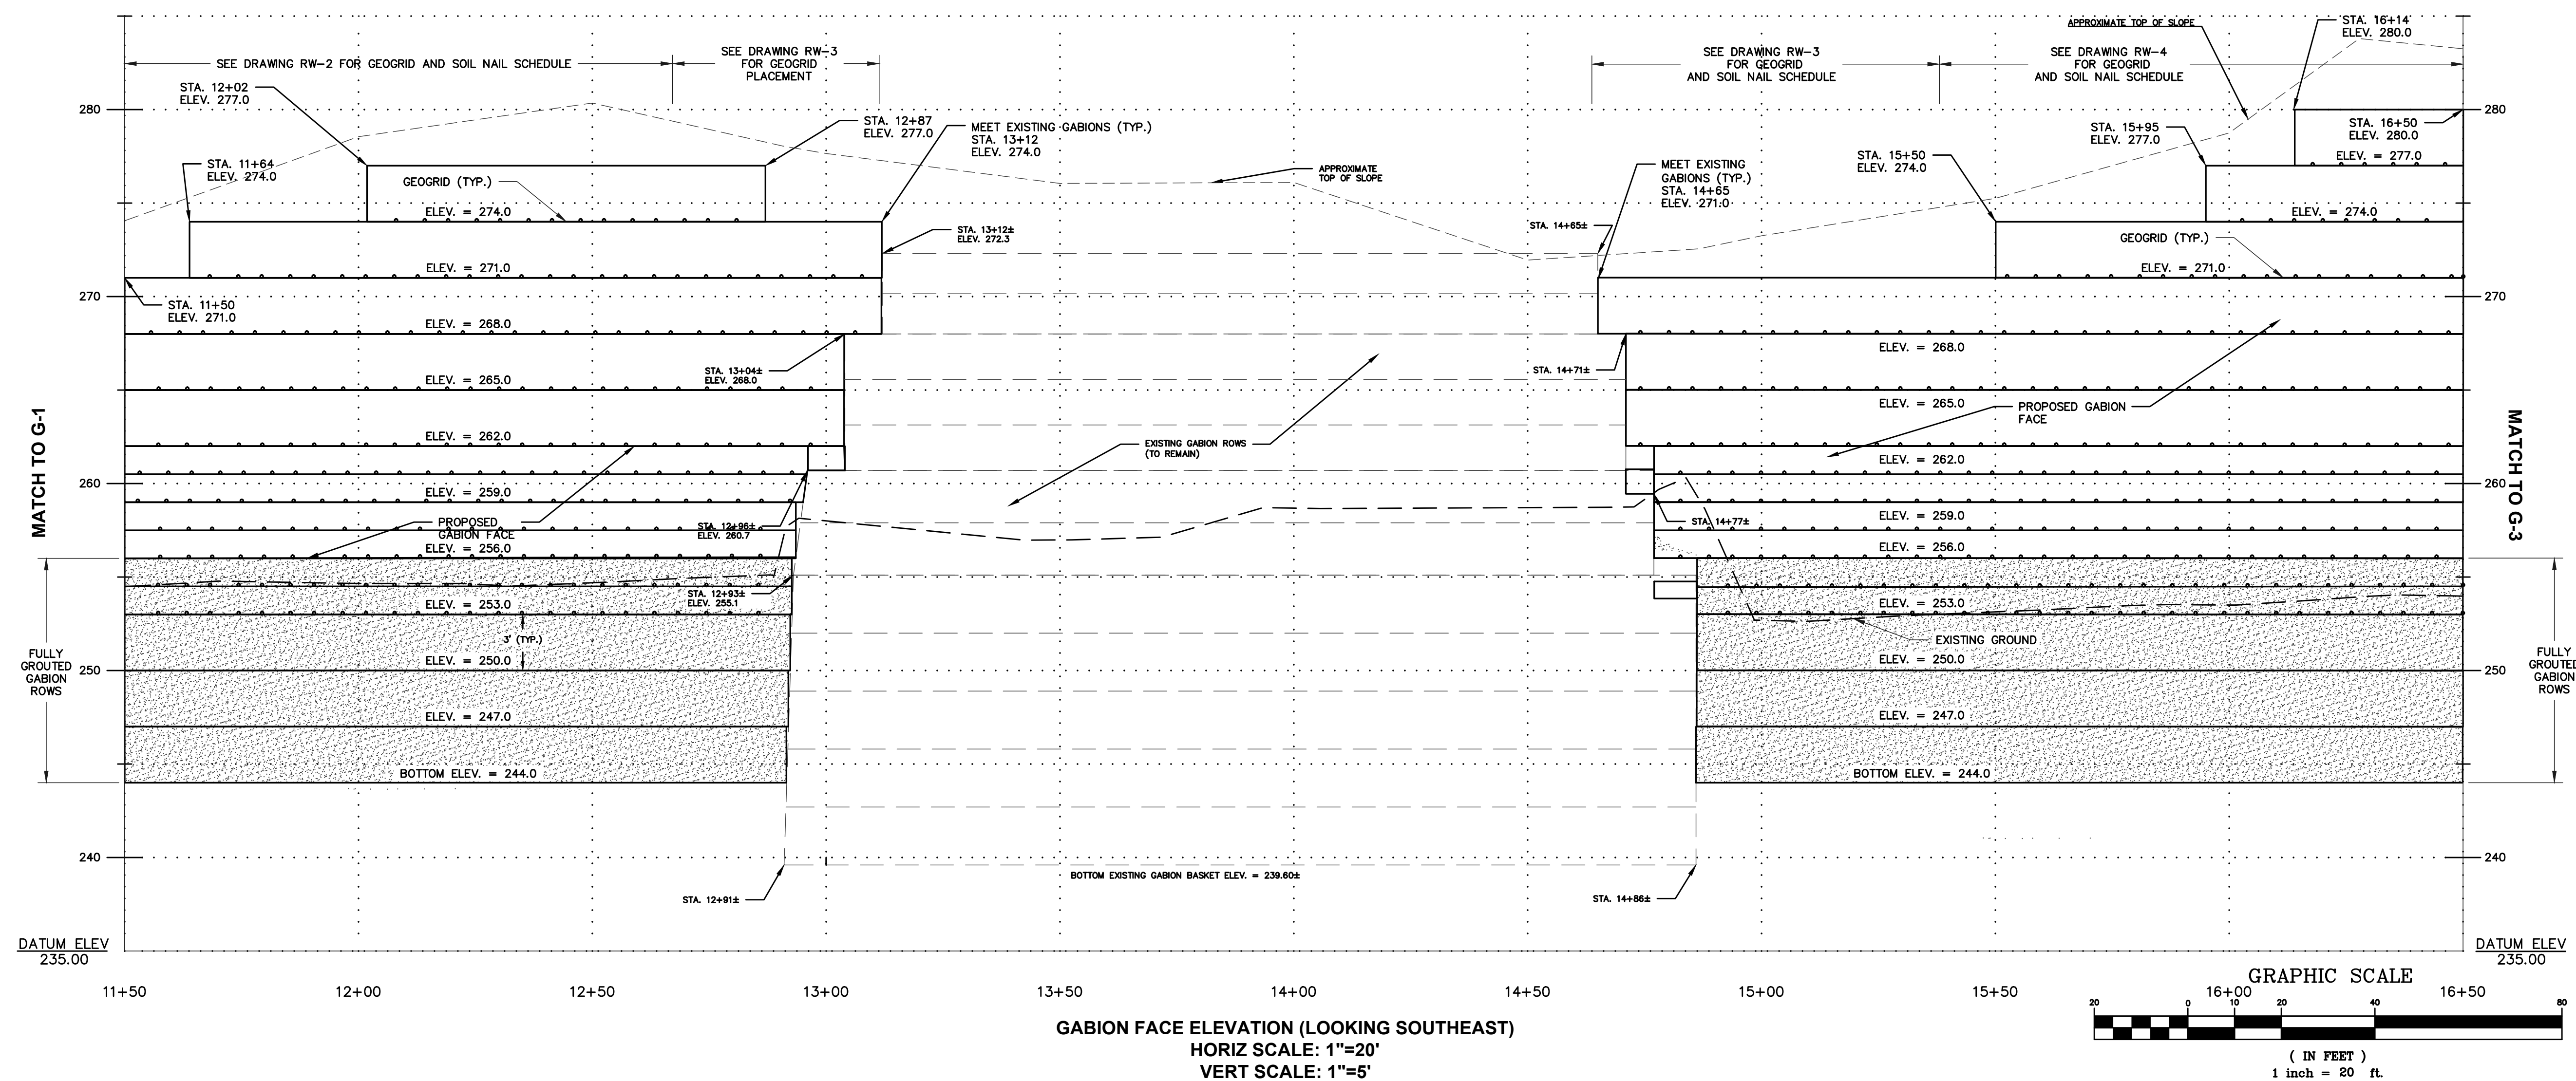 SEE DRAWING RW-2 FOR GEOGRID AND SOIL NAIL SCHEDULE
SEE DRAWING RW-3
FOR GEOGRID
PLACEMENT
SEE DRAWING RW-3
FOR GEOGRID
AND SOIL NAIL SCHEDULE
SEE DRAWING RW-4
FOR GEOGRID
AND SOIL NAIL SCHEDULE
APPROXIMATE TOP OF SLOPE
STA. 16+14
ELEV. 280.0
STA. 12+02
ELEV. 277.0
STA. 12+87
ELEV. 277.0
MEET EXISTING GABIONS (TYP.)
STA. 13+12
ELEV. 274.0
STA. 15+95
ELEV. 277.0
STA. 16+50
ELEV. 280.0
ELEV. = 277.0
280
280
STA. 11+64
ELEV. 274.0
GEOGRID (TYP.)
ELEV. = 274.0
APPROXIMATE
TOP OF SLOPE
MEET EXISTING
GABIONS (TYP.)
STA. 14+65
ELEV. 271.0
STA. 15+50
ELEV. 274.0
ELEV. = 274.0
STA. 13+12±
ELEV. 272.3
STA. 14+65±
GEOGRID (TYP.)
ELEV. = 271.0
ELEV. = 271.0
270
270
STA. 11+50
ELEV. 271.0
ELEV. = 268.0
ELEV. = 268.0
STA. 13+04±
ELEV. 268.0
STA. 14+71±
ELEV. = 265.0
ELEV. = 265.0
PROPOSED GABION
FACE
MATCH TO G-1
MATCH TO G-3
ELEV. = 262.0
EXISTING GABION ROWS
(TO REMAIN)
ELEV. = 262.0
260
260
ELEV. = 259.0
PROPOSED
GABION FACE
STA. 12+96±
ELEV. 260.7
STA. 14+77±
ELEV. = 259.0
ELEV. = 256.0
ELEV. = 256.0
STA. 12+93±
ELEV. 255.1
ELEV. = 253.0
ELEV. = 253.0
3' (TYP.)
EXISTING GROUND
FULLY
GROUTED
GABION
ROWS
FULLY
GROUTED
GABION
ROWS
ELEV. = 250.0
ELEV. = 250.0
250
250
ELEV. = 247.0
ELEV. = 247.0
BOTTOM ELEV. = 244.0
BOTTOM ELEV. = 244.0
240
240
BOTTOM EXISTING GABION BASKET ELEV. = 239.60±
STA. 12+91±
STA. 14+86±
DATUM ELEV
235.00
DATUM ELEV
235.00
11+50
12+00
12+50
13+00
13+50
14+00
14+50
15+00
15+50
16+00
16+50
GABION FACE ELEVATION (LOOKING SOUTHEAST)
HORIZ SCALE: 1"=20'
VERT SCALE: 1"=5'
GRAPHIC SCALE
20 0 10 20 40 80
( IN FEET )
1 inch = 20 ft.